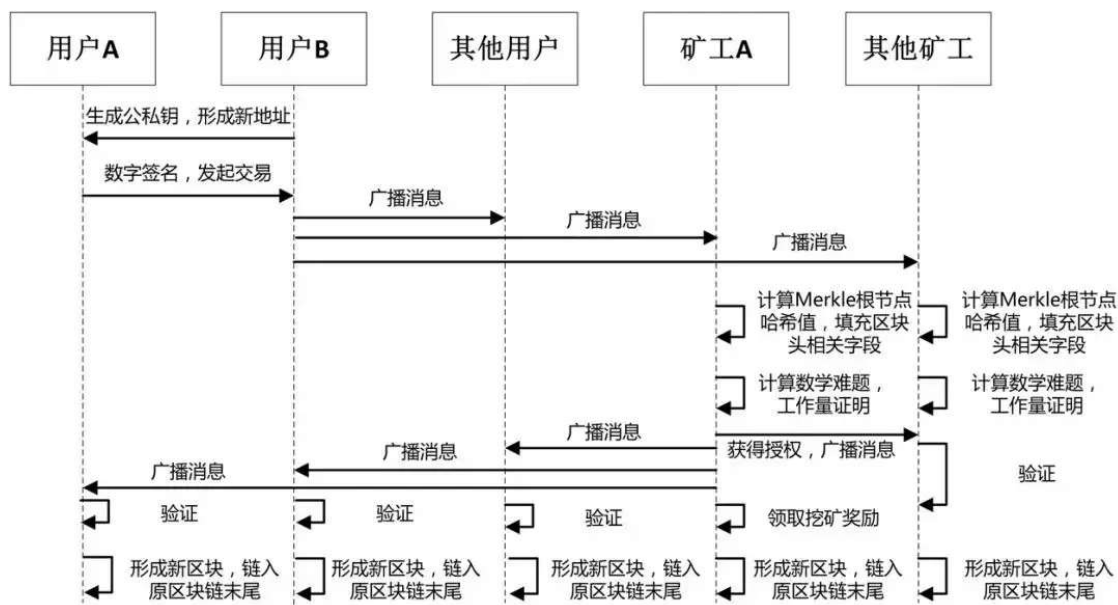 用户A
用户B
其他用户
矿工A
其他矿工
生成公私钥，形成新地址
数字签名，发起交易
广播消息
广播消息
广播消息
计算Merkle根节点
哈希值，填充区块
头相关字段
计算Merkle根节点
哈希值，填充区块
头相关字段
计算数学难题，
工作量证明
计算数学难题，
工作量证明
广播消息
获得授权，广播消息
广播消息
广播消息
验证
验证
验证
验证
领取挖矿奖励
形成新区块，链入
原区块链末尾
形成新区块，链入
原区块链末尾
形成新区块，链入
原区块链末尾
形成新区块，链入
原区块链末尾
形成新区块，链入
原区块链末尾